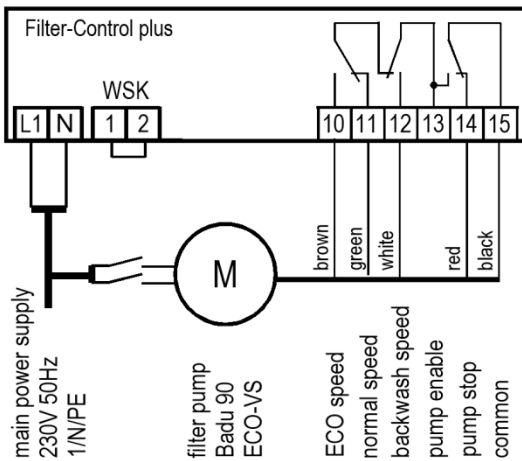 Filter-Control plus
WSK
L1 N 1 2 10 11 12 13 14 15
brown
green
white
red
black
M
main power supply
230V 50Hz
1/N/PE
filter pump
Badu 90
ECO-VS
ECO speed
normal speed
backwash speed
pump enable
pump stop
common